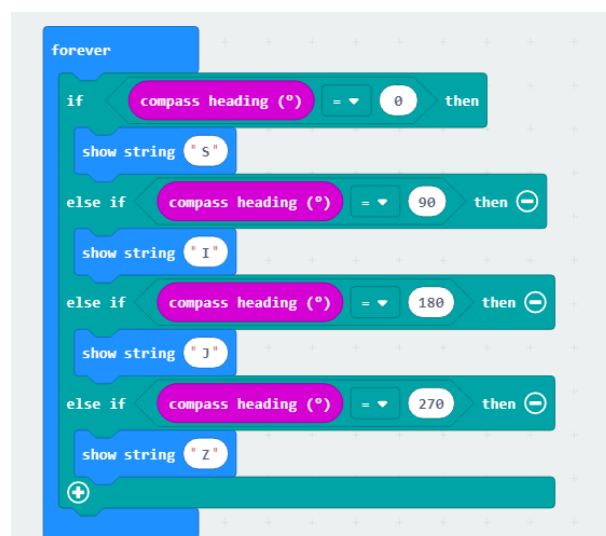 forever
if compass heading (°) = 0 then
show string "S"
else if compass heading (°) = 90 then
show string "I"
else if compass heading (°) = 180 then
show string "J"
else if compass heading (°) = 270 then
show string "Z"